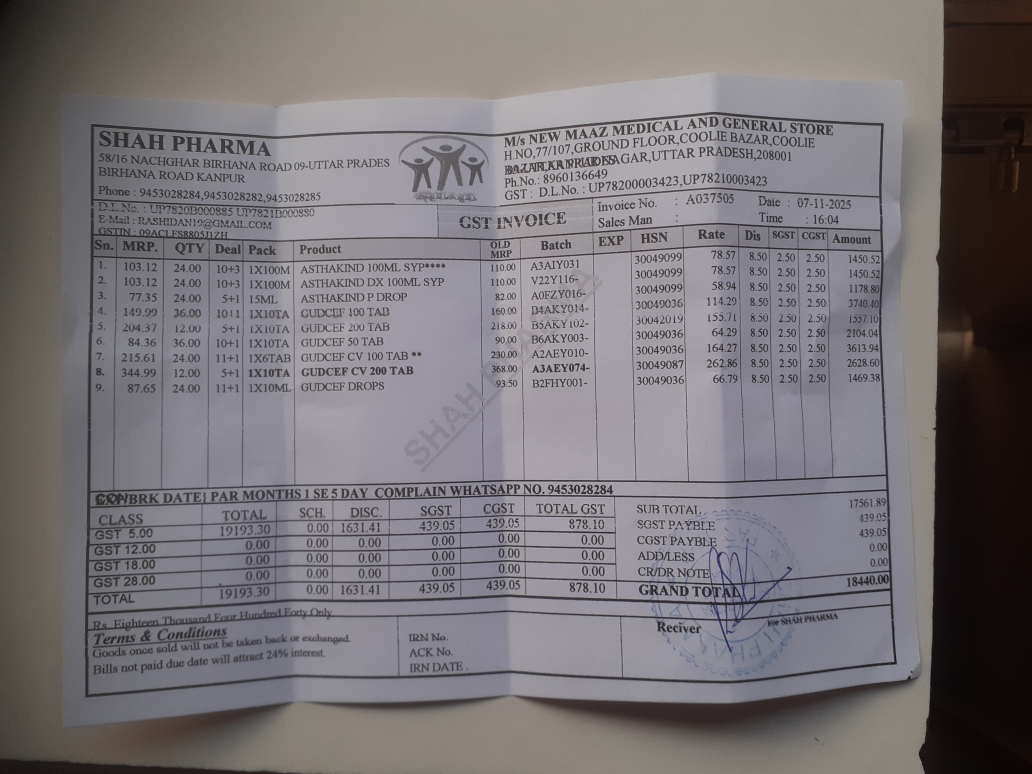 SHAH PHARMA
58/16 NACHGHAR BIRHANA ROAD 09-UTTAR PRADES
BIRHANA ROAD KANPUR
Phone : 9453028284,9453028282,9453028285
D.L.No. : UP7820B000885 UP7821B000880
E-Mail : RASHIDAN19@GMAIL.COM
GSTIN : 09ACLFS8805J1ZH
M/s NEW MAAZ MEDICAL AND GENERAL STORE
H.NO,77/107,GROUND FLOOR,COOLIE BAZAR,COOLIE
NAGAR,UTTAR PRADESH,208001
Ph.No.: 8960136649
GST : D.L.No. : UP78200003423,UP78210003423
GST INVOICE
Invoice No. : A037505 Date : 07-11-2025
Sales Man : Time : 16:04
Sn. MRP. QTY Deal Pack Product OLD MRP Batch EXP HSN Rate Dis SGST CGST Amount
1. 103.12 24.00 10+3 1X100M ASTHAKIND 100ML SYP**** 110.00 A3AIY031 30049099 78.57 8.50 2.50 2.50 1450.52
2. 103.12 24.00 10+3 1X100M ASTHAKIND DX 100ML SYP 110.00 V22Y116- 30049099 78.57 8.50 2.50 2.50 1450.52
3. 77.35 24.00 5+1 15ML ASTHAKIND P DROP 82.00 A0FZY016- 30049099 58.94 8.50 2.50 2.50 1178.80
4. 149.99 36.00 10+1 1X10TA GUDCEF 100 TAB 160.00 B4AKY014- 30049036 114.29 8.50 2.50 2.50 3740.40
5. 204.37 12.00 5+1 1X10TA GUDCEF 200 TAB 218.00 B5AKY102- 30042019 155.71 8.50 2.50 2.50 1557.10
6. 84.36 36.00 10+1 1X10TA GUDCEF 50 TAB 90.00 B6AKY003- 30049036 64.29 8.50 2.50 2.50 2104.04
7. 215.61 24.00 11+1 1X6TAB GUDCEF CV 100 TAB ** 230.00 A2AEY010- 30049036 164.27 8.50 2.50 2.50 3613.94
8. 344.99 12.00 5+1 1X10TA GUDCEF CV 200 TAB 368.00 A3AEY074- 30049087 262.86 8.50 2.50 2.50 2628.60
9. 87.65 24.00 11+1 1X10ML GUDCEF DROPS 93.50 B2FHY001- 30049036 66.79 8.50 2.50 2.50 1469.38
SHAH PHARMA
DATE} PAR MONTHS 1 SE 5 DAY COMPLAIN WHATSAPP NO. 9453028284
CLASS TOTAL SCH. DISC. SGST CGST TOTAL GST
GST 5.00 19193.30 0.00 1631.41 439.05 439.05 878.10
GST 12.00 0.00 0.00 0.00 0.00 0.00 0.00
GST 18.00 0.00 0.00 0.00 0.00 0.00 0.00
GST 28.00 0.00 0.00 0.00 0.00 0.00 0.00
TOTAL 19193.30 0.00 1631.41 439.05 439.05 878.10
SUB TOTAL 17561.89
SGST PAYBLE 439.05
CGST PAYBLE 439.05
ADD/LESS 0.00
CR/DR NOTE 0.00
GRAND TOTAL 18440.00
Rs. Eighteen Thousand Four Hundred Forty Only
Terms & Conditions
Goods once sold will not be taken back or exchanged.
Bills not paid due date will attract 24% interest.
IRN No.
ACK No.
IRN DATE .
Reciver
For SHAH PHARMA